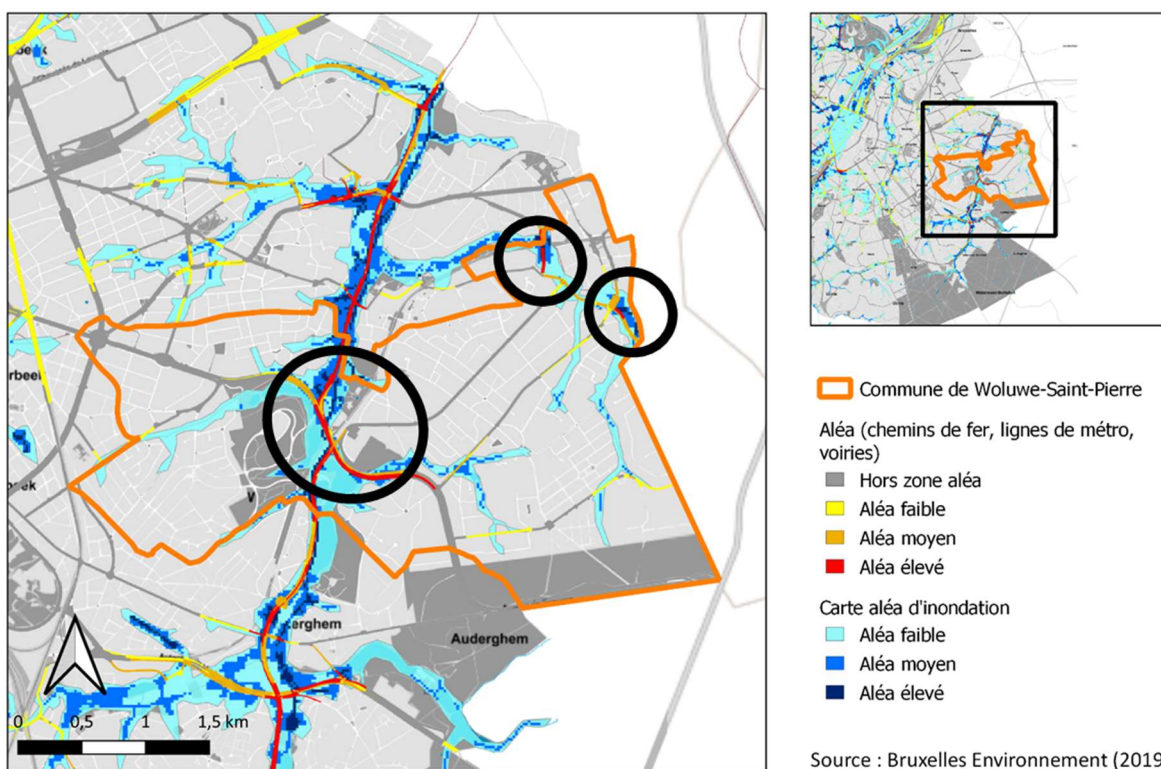 Auderghem
erghem
erbeel
0 0,5 1 1,5 km
Commune de Woluwe-Saint-Pierre
Aléa (chemins de fer, lignes de métro,
voiries)
Hors zone aléa
Aléa faible
Aléa moyen
Aléa élevé
Carte aléa d'inondation
Aléa faible
Aléa moyen
Aléa élevé
Source : Bruxelles Environnement (2019